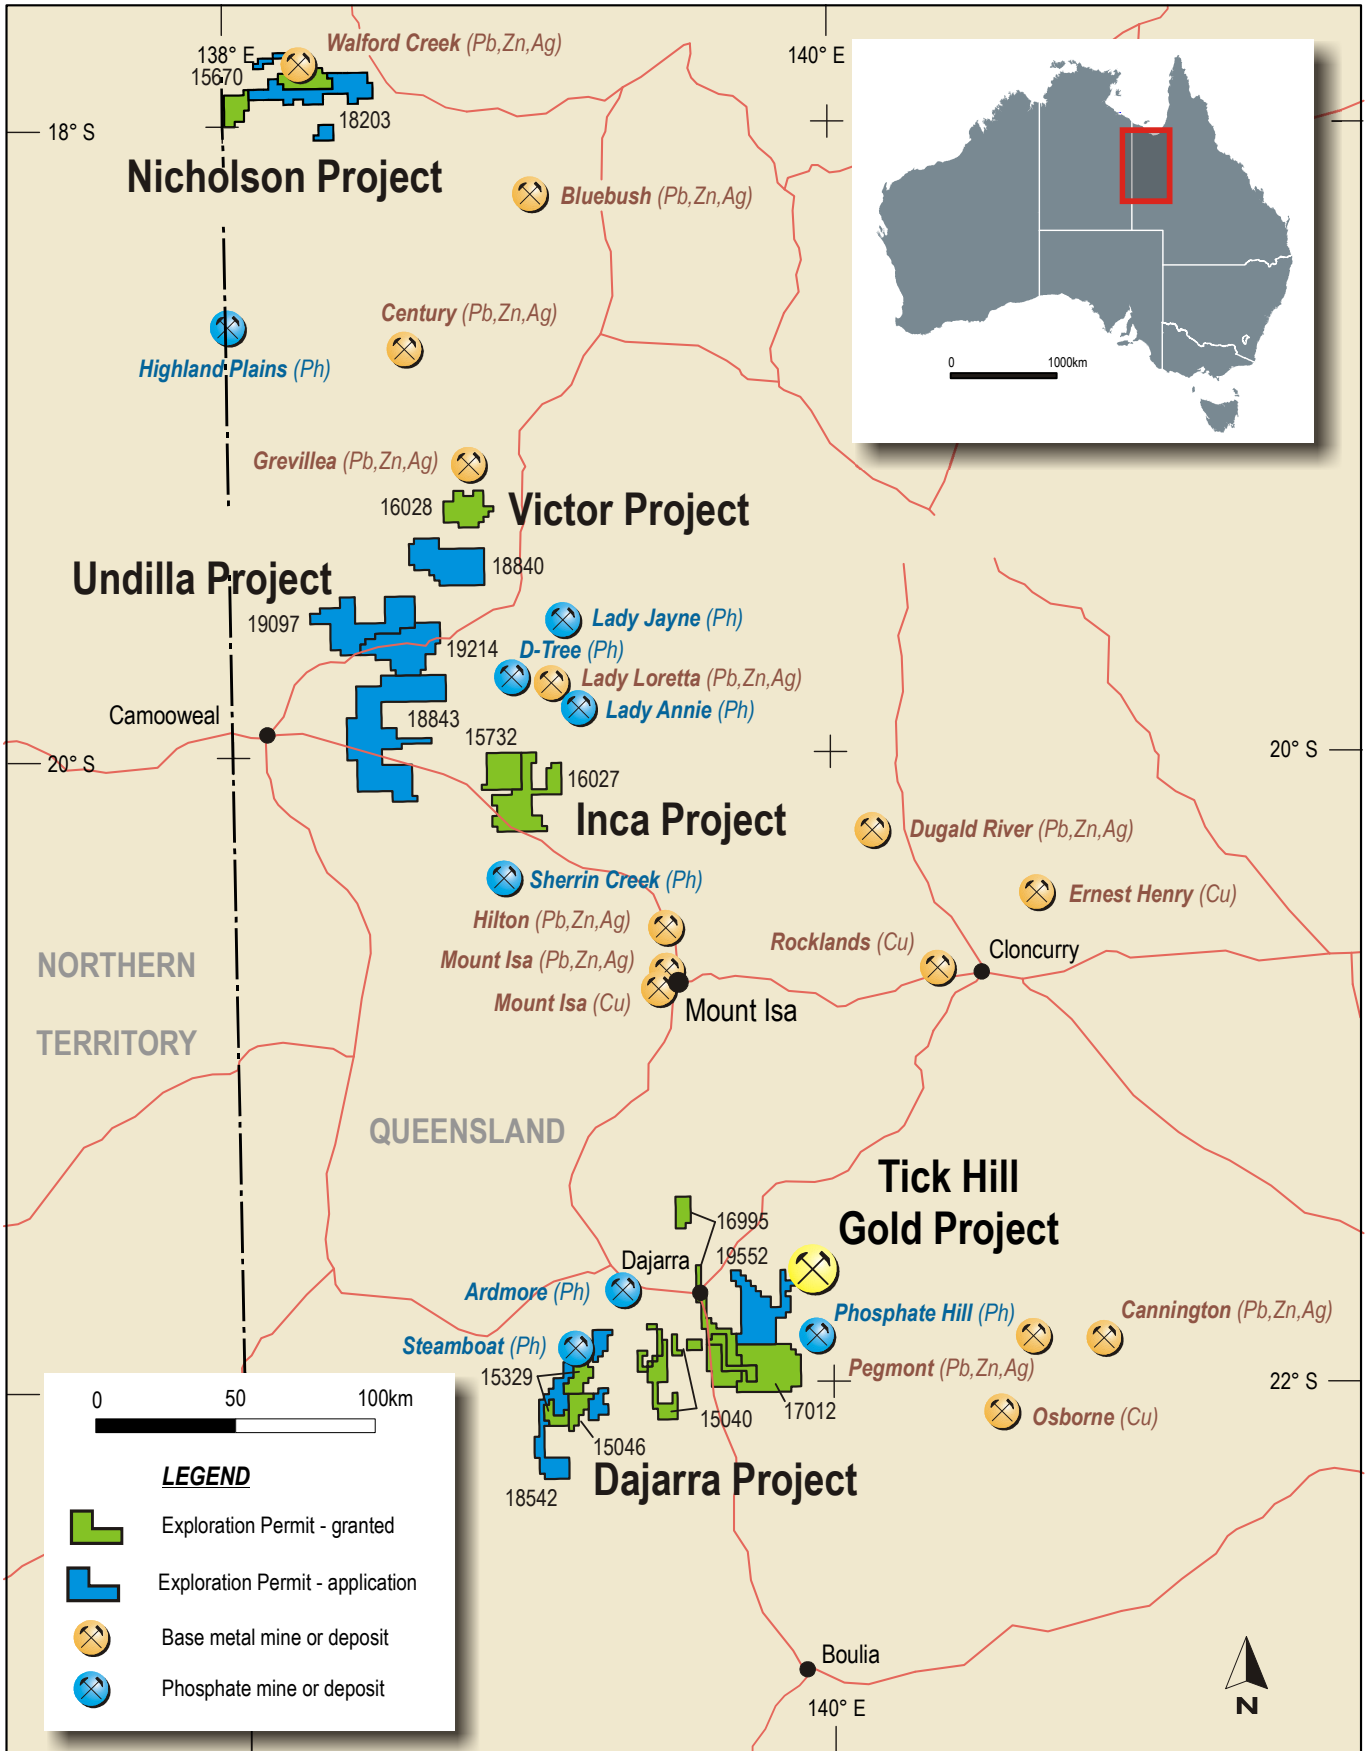 138° E
Walford Creek (Pb,Zn,Ag)
140° E
15670
18203
18° S
Nicholson Project
Bluebush (Pb,Zn,Ag)
Century (Pb,Zn,Ag)
Highland Plains (Ph)
0 1000km
Grevillea (Pb,Zn,Ag)
16028
Victor Project
18840
Undilla Project
19097
Lady Jayne (Ph)
19214
D-Tree (Ph)
Lady Loretta (Pb,Zn,Ag)
Camooweal
18843
Lady Annie (Ph)
15732
20° S
20° S
16027
Inca Project
Dugald River (Pb,Zn,Ag)
Sherrin Creek (Ph)
Ernest Henry (Cu)
Hilton (Pb,Zn,Ag)
Rocklands (Cu)
Cloncurry
Mount Isa (Pb,Zn,Ag)
NORTHERN
TERRITORY
Mount Isa (Cu)
Mount Isa
QUEENSLAND
Tick Hill
Gold Project
16995
Dajarra
19552
Ardmore (Ph)
Phosphate Hill (Ph)
Cannington (Pb,Zn,Ag)
Steamboat (Ph)
Pegmont (Pb,Zn,Ag)
15329
22° S
17012
15040
Osborne (Cu)
15046
Dajarra Project
18542
0 50 100km
LEGEND
Exploration Permit - granted
Exploration Permit - application
Base metal mine or deposit
Phosphate mine or deposit
Boulia
140° E
N